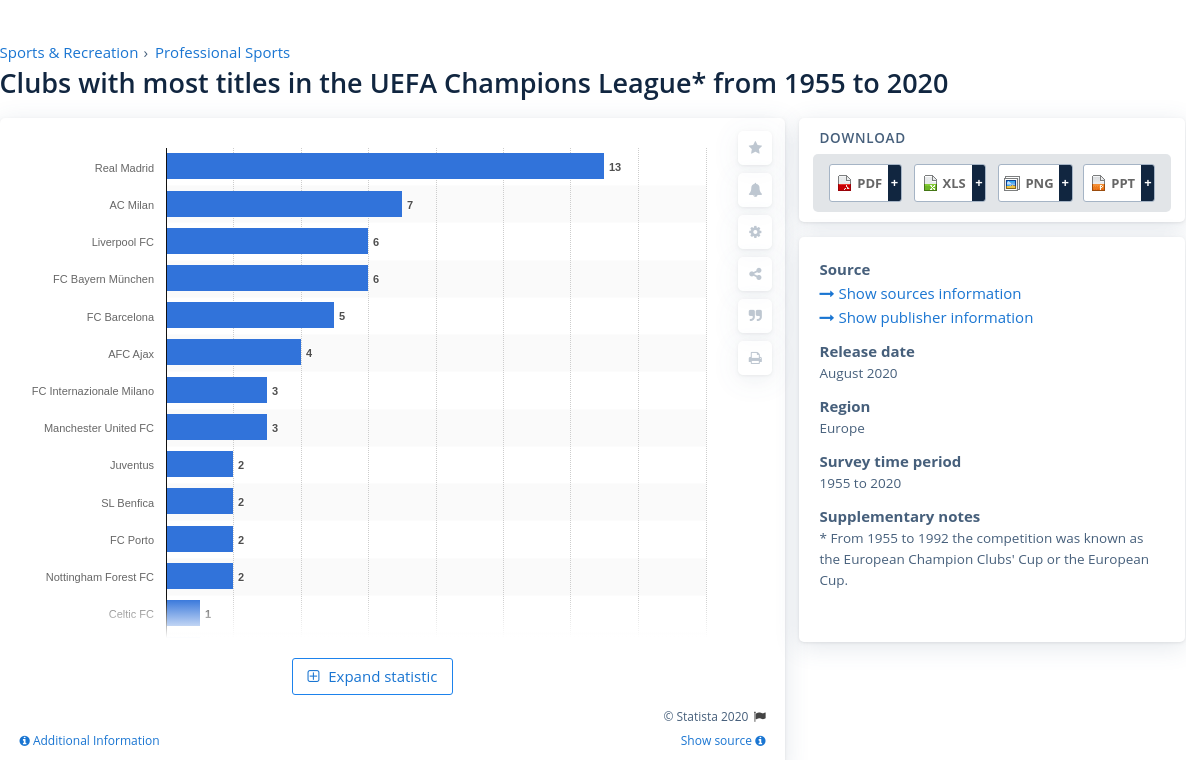 Sports & Recreation › Professional Sports
Clubs with most titles in the UEFA Champions League* from 1955 to 2020
Real Madrid 13
AC Milan 7
Liverpool FC 6
FC Bayern München 6
FC Barcelona 5
AFC Ajax 4
FC Internazionale Milano 3
Manchester United FC 3
Juventus 2
SL Benfica 2
FC Porto 2
Nottingham Forest FC 2
Celtic FC 1
Expand statistic
© Statista 2020
Additional Information
Show source
DOWNLOAD
PDF + XLS + PNG + PPT +
Source
Show sources information
Show publisher information
Release date
August 2020
Region
Europe
Survey time period
1955 to 2020
Supplementary notes
* From 1955 to 1992 the competition was known as
the European Champion Clubs' Cup or the European
Cup.